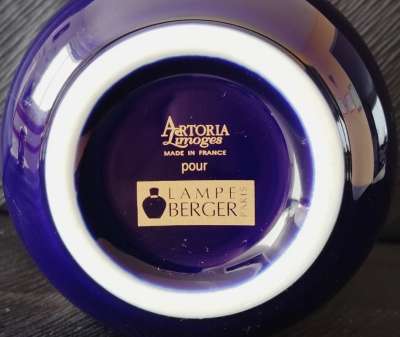 ARTORIA
Limoges
MADE IN FRANCE
pour
LAMPE
BERGER
PARIS